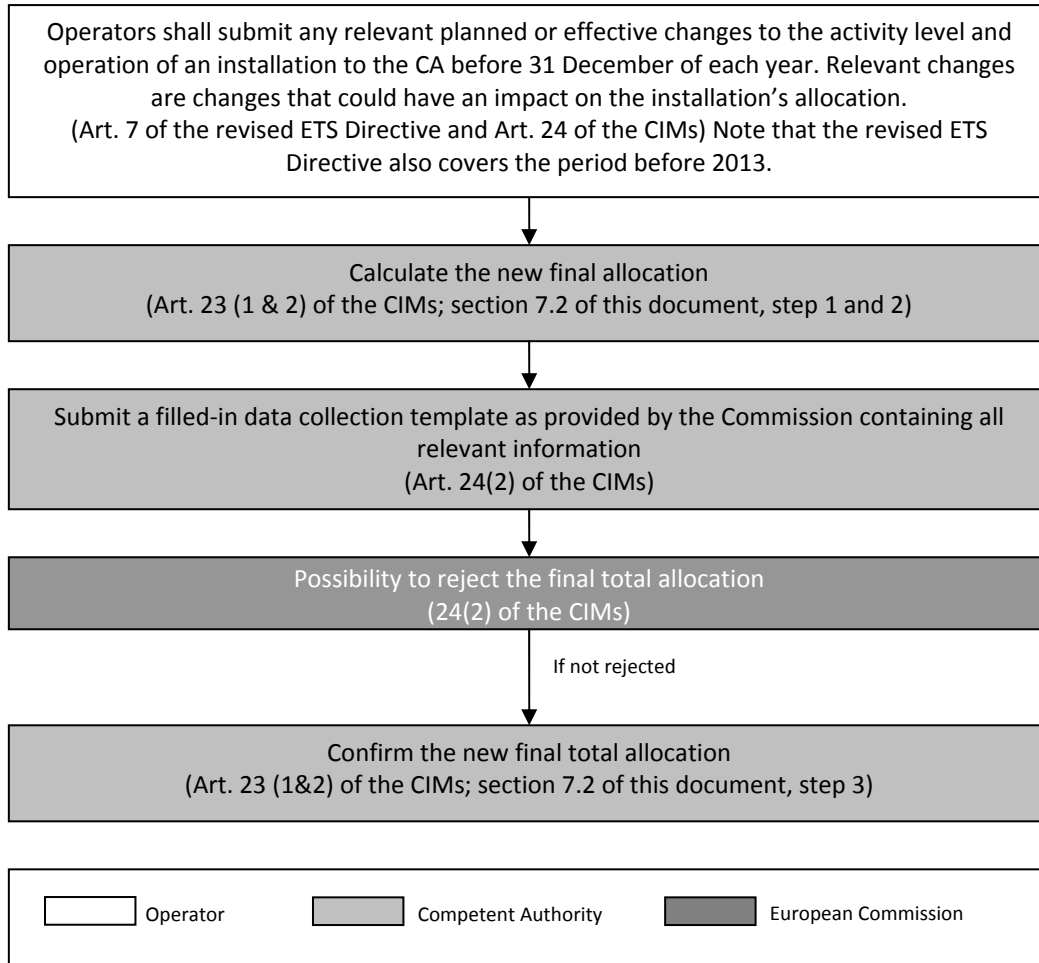 Operators shall submit any relevant planned or effective changes to the activity level and
operation of an installation to the CA before 31 December of each year. Relevant changes
are changes that could have an impact on the installation’s allocation.
(Art. 7 of the revised ETS Directive and Art. 24 of the CIMs) Note that the revised ETS
Directive also covers the period before 2013.
Calculate the new final allocation
(Art. 23 (1 & 2) of the CIMs; section 7.2 of this document, step 1 and 2)
Submit a filled-in data collection template as provided by the Commission containing all
relevant information
(Art. 24(2) of the CIMs)
Possibility to reject the final total allocation
(24(2) of the CIMs)
If not rejected
Confirm the new final total allocation
(Art. 23 (1&2) of the CIMs; section 7.2 of this document, step 3)
Operator Competent Authority European Commission